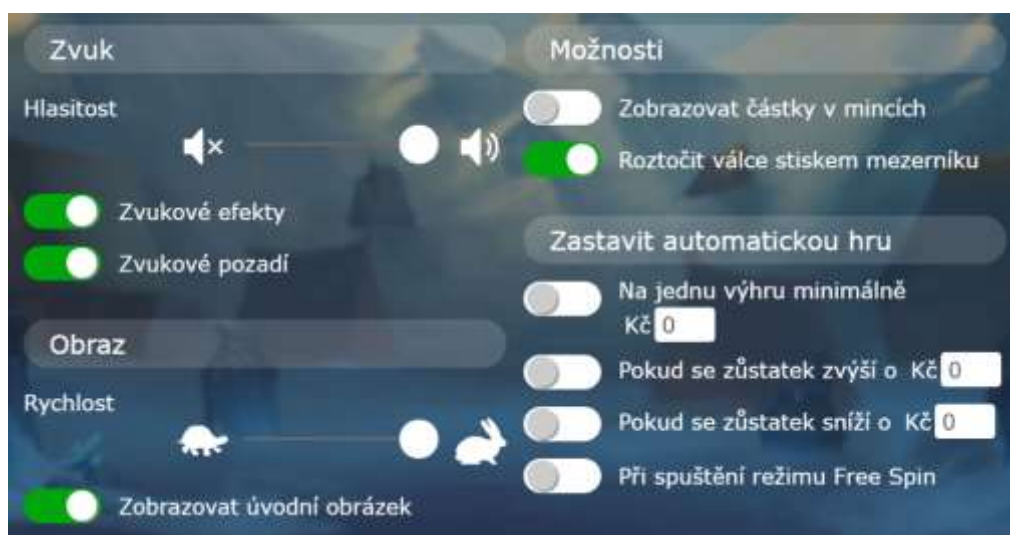 Zvuk
Hlasitost
Zvukové efekty
Zvukové pozadí
Obraz
Rychlost
Zobrazovat úvodní obrázek
Možnosti
Zobrazovat částky v mincích
Roztočit válce stiskem mezerníku
Zastavit automatickou hru
Na jednu výhru minimálně
Kč 0
Pokud se zůstatek zvýší o Kč 0
Pokud se zůstatek sníží o Kč 0
Při spuštění režimu Free Spin